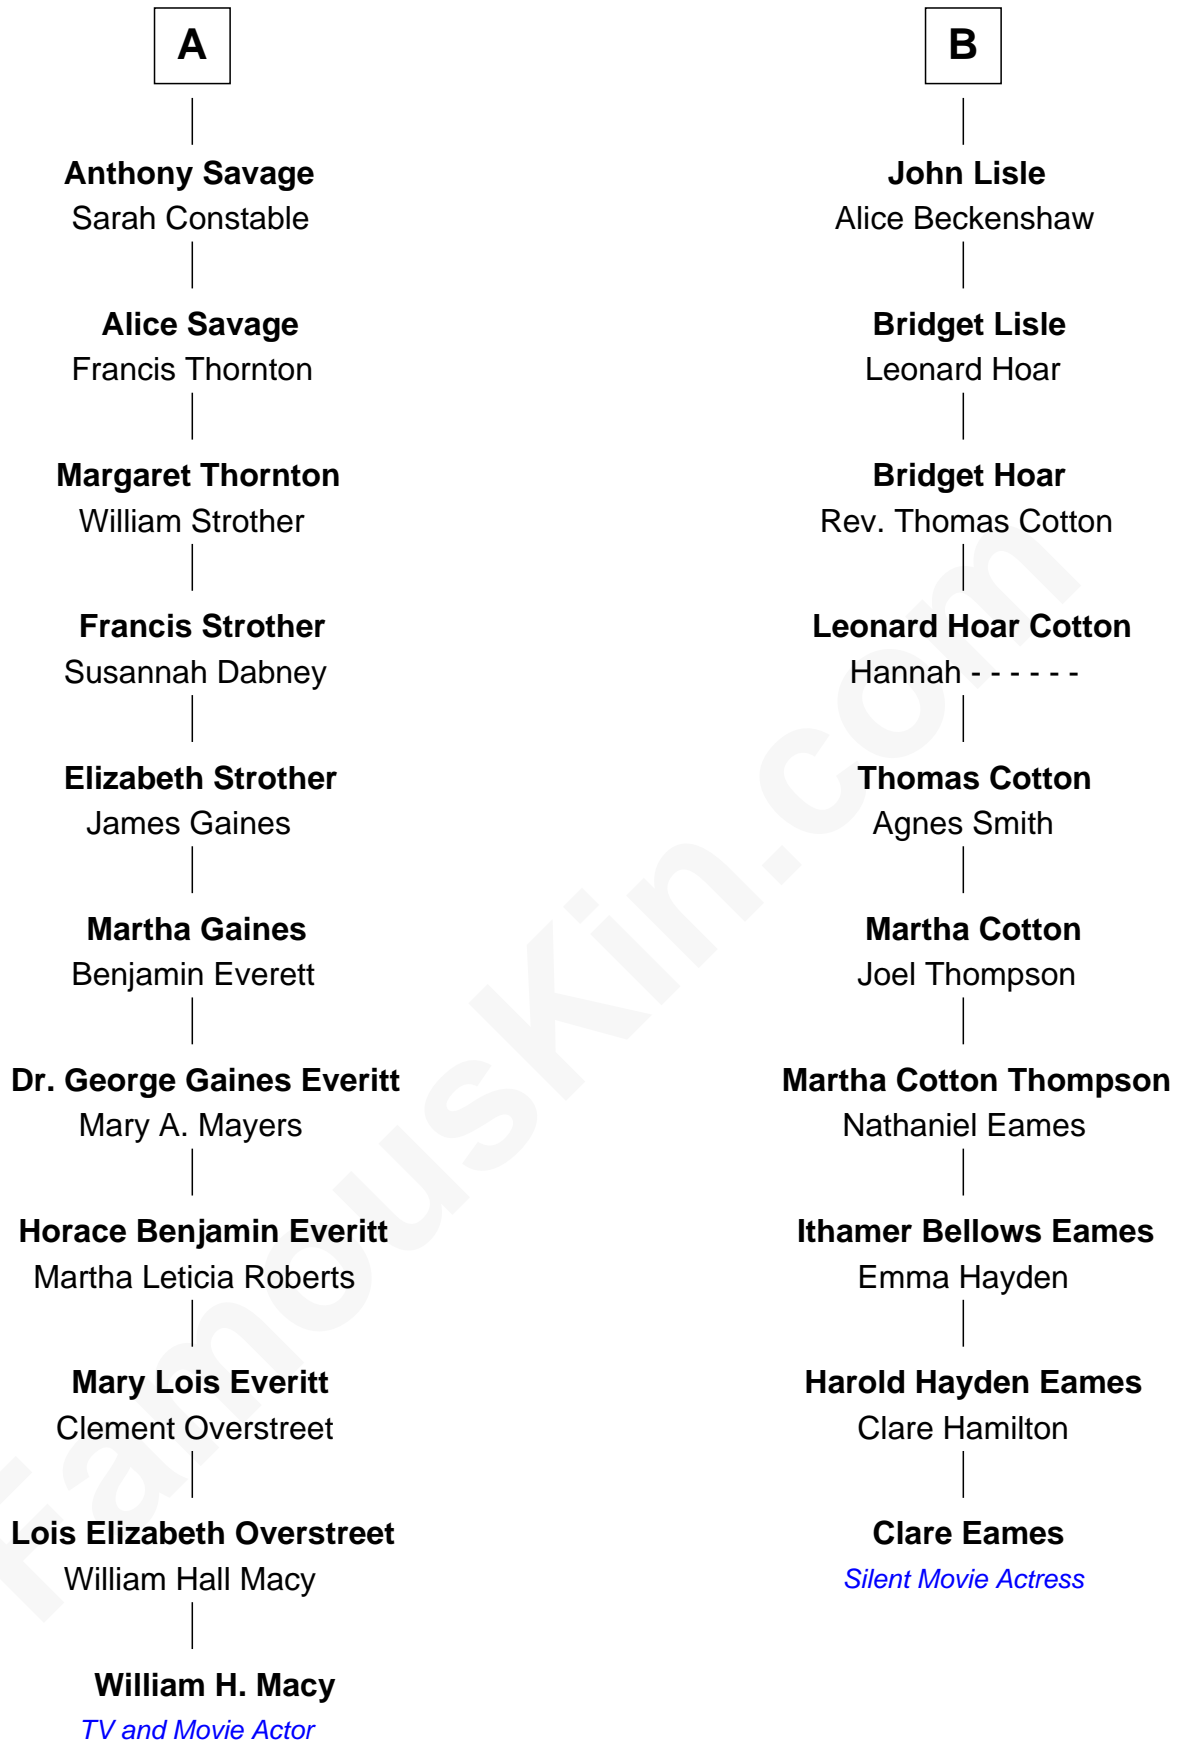 A
Anthony Savage
Sarah Constable
Alice Savage
Francis Thornton
Margaret Thornton
William Strother
Francis Strother
Susannah Dabney
Elizabeth Strother
James Gaines
Martha Gaines
Benjamin Everett
Dr. George Gaines Everitt
Mary A. Mayers
Horace Benjamin Everitt
Martha Leticia Roberts
Mary Lois Everitt
Clement Overstreet
Lois Elizabeth Overstreet
William Hall Macy
William H. Macy
TV and Movie Actor
B
John Lisle
Alice Beckenshaw
Bridget Lisle
Leonard Hoar
Bridget Hoar
Rev. Thomas Cotton
Leonard Hoar Cotton
Hannah - - - - - -
Thomas Cotton
Agnes Smith
Martha Cotton
Joel Thompson
Martha Cotton Thompson
Nathaniel Eames
Ithamer Bellows Eames
Emma Hayden
Harold Hayden Eames
Clare Hamilton
Clare Eames
Silent Movie Actress
FamousKin.com